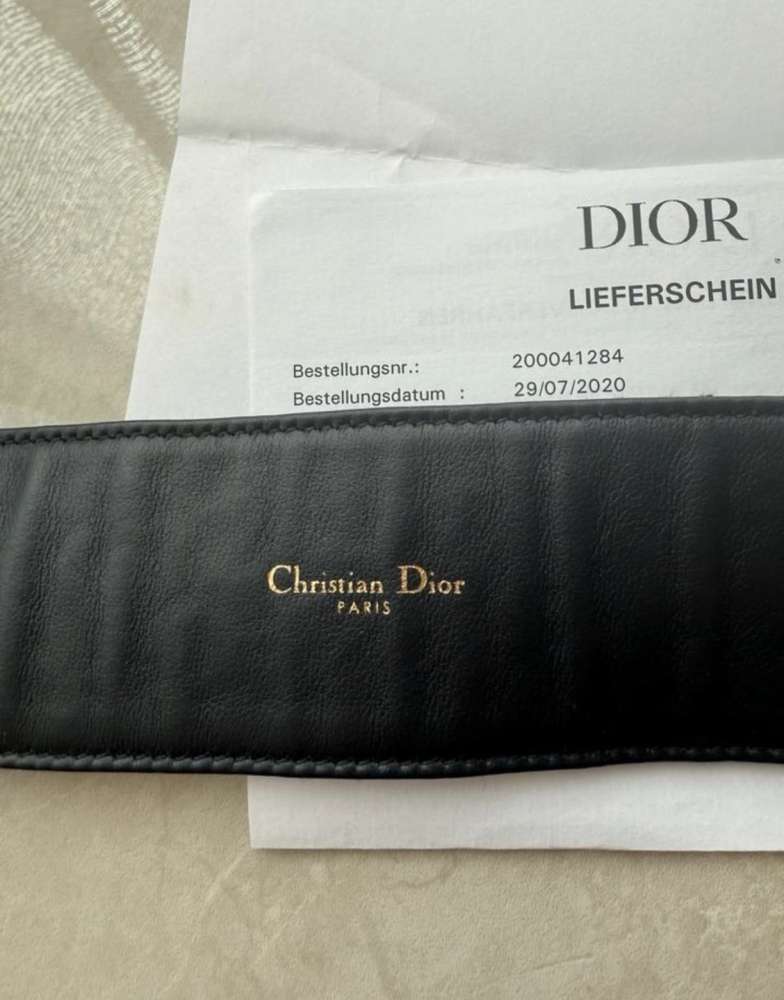 DIOR
LIEFERSCHEIN
Bestellungsnr.: 200041284
Bestellungsdatum : 29/07/2020
Christian Dior
PARIS